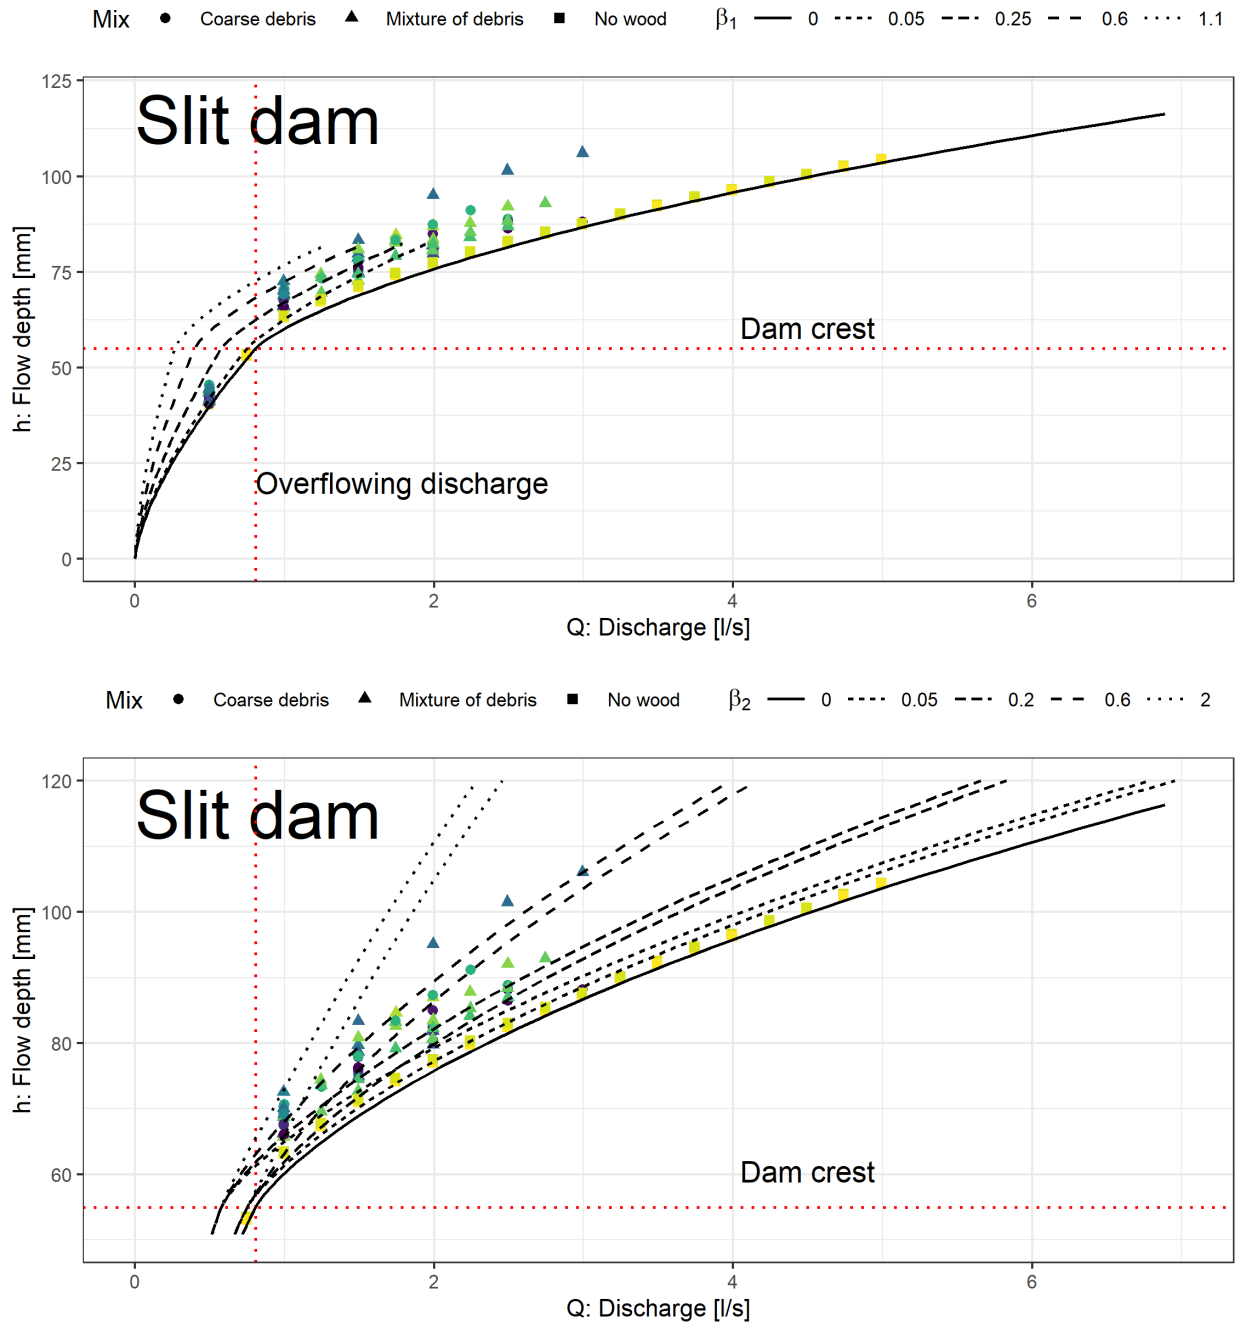 Mix Coarse debris Mixture of debris No wood β1 0 0.05 0.25 0.6 1.1
125
Slit dam
100
75
Dam crest
50
25
Overflowing discharge
0
h: Flow depth [mm]
0 2 4 6
Q: Discharge [l/s]
Mix Coarse debris Mixture of debris No wood β2 0 0.05 0.2 0.6 2
120
Slit dam
100
80
60
Dam crest
h: Flow depth [mm]
0 2 4 6
Q: Discharge [l/s]